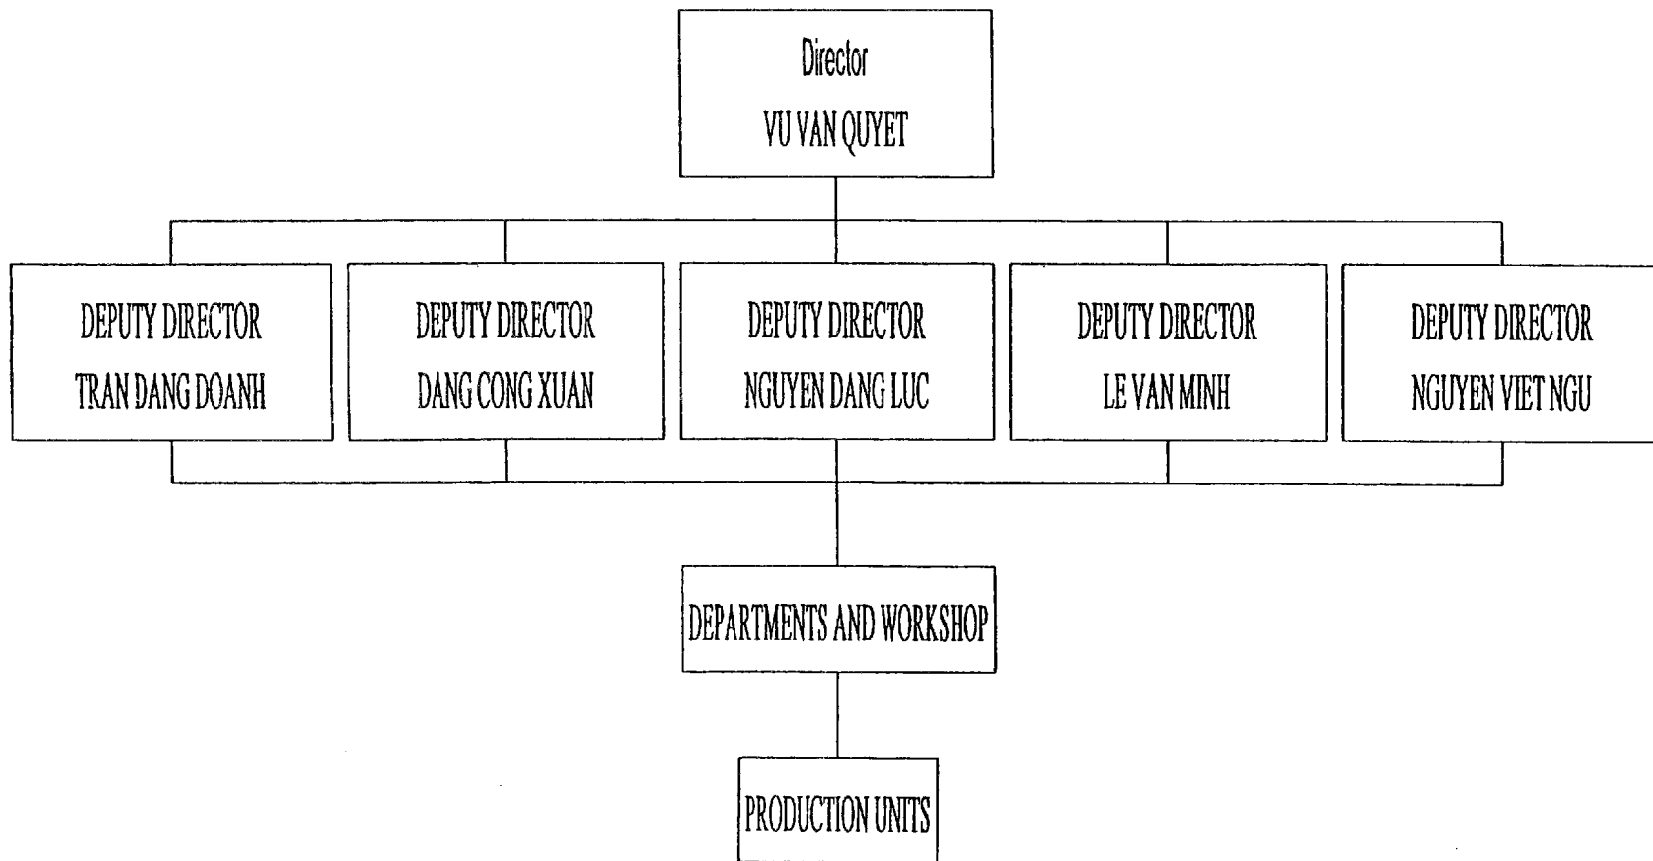 Director
VU VAN QUYET
DEPUTY DIRECTOR
TRAN DANG DOANH
DEPUTY DIRECTOR
DANG CONG XUAN
DEPUTY DIRECTOR
NGUYEN DANG LUC
DEPUTY DIRECTOR
LE VAN MINH
DEPUTY DIRECTOR
NGUYEN VIET NGU
DEPARTMENTS AND WORKSHOP
PRODUCTION UNITS